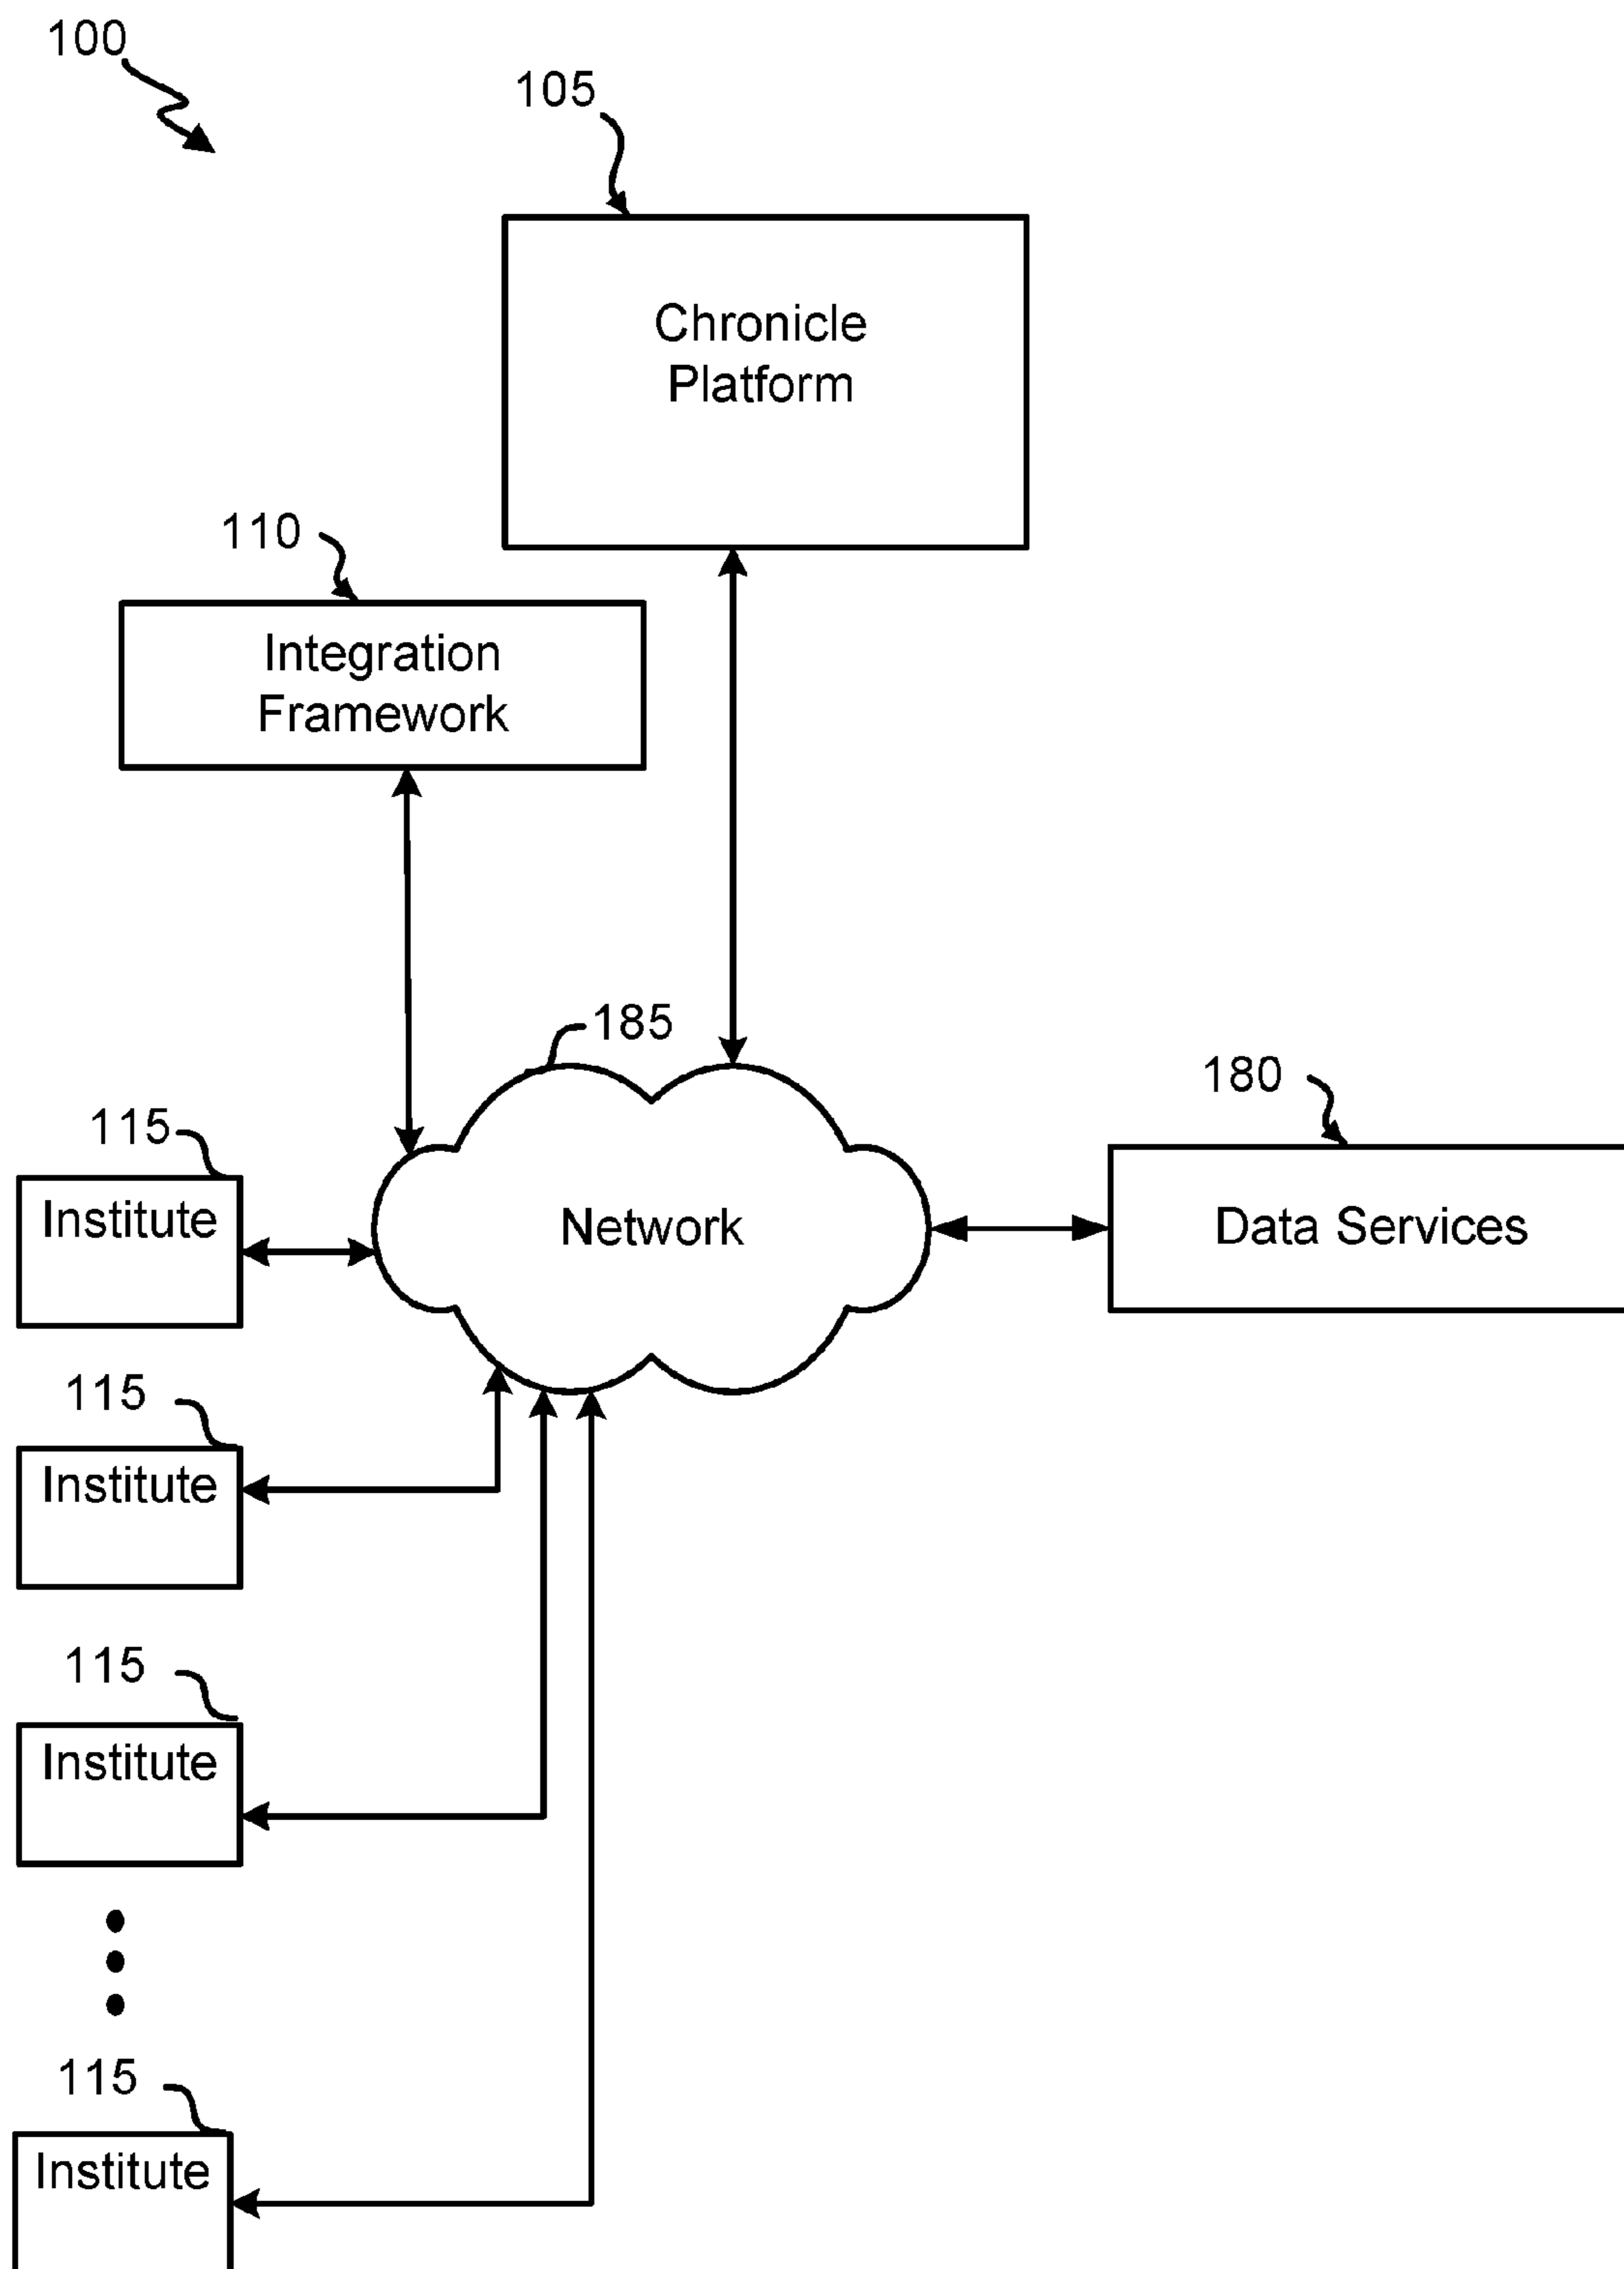 100
105
Chronicle
Platform
110
Integration
Framework
185
180
115
Institute
Network
Data Services
115
Institute
115
Institute
115
Institute